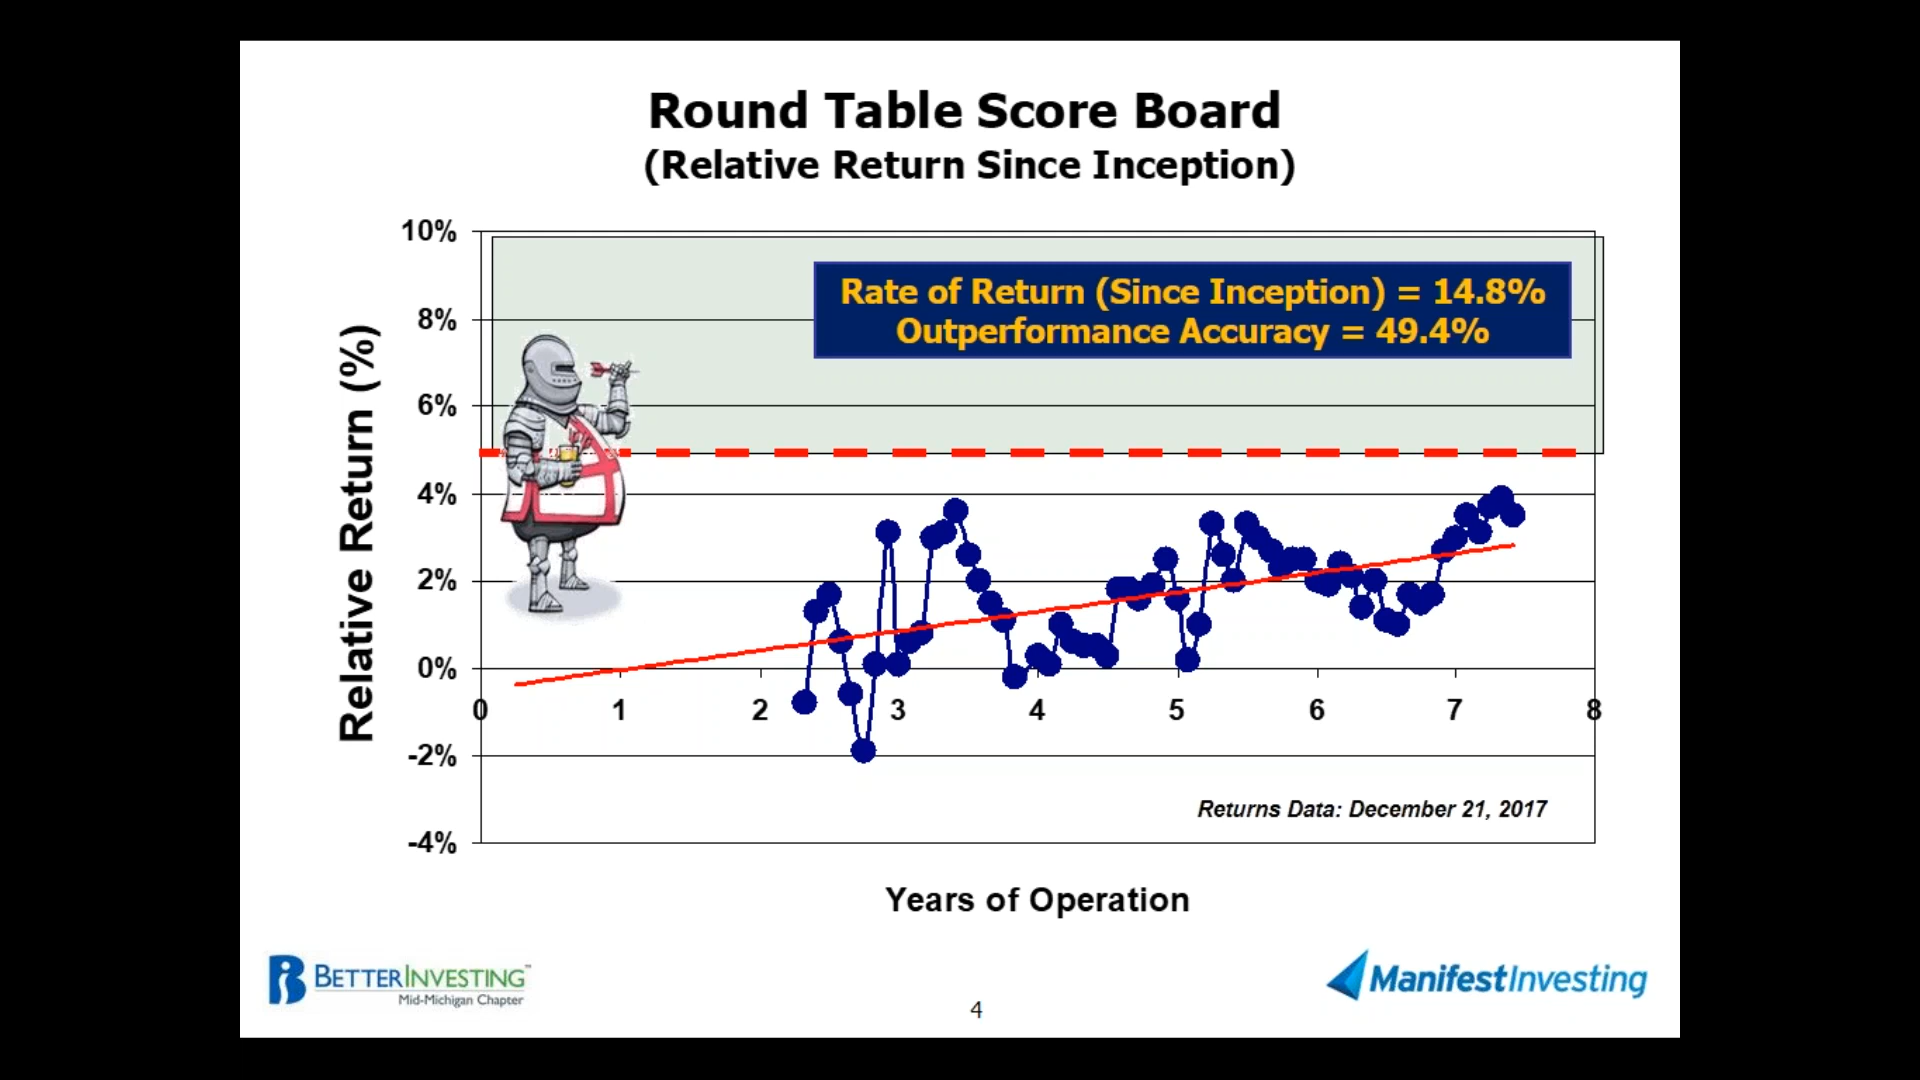 Round Table Score Board
(Relative Return Since Inception)
Relative Return (%)
10%
8%
6%
4%
2%
0%
-2%
-4%
Rate of Return (Since Inception) = 14.8%
Outperformance Accuracy = 49.4%
0 1 2 3 4 5 6 7 8
Returns Data: December 21, 2017
Years of Operation
BETTERINVESTING™
Mid-Michigan Chapter
4
ManifestInvesting